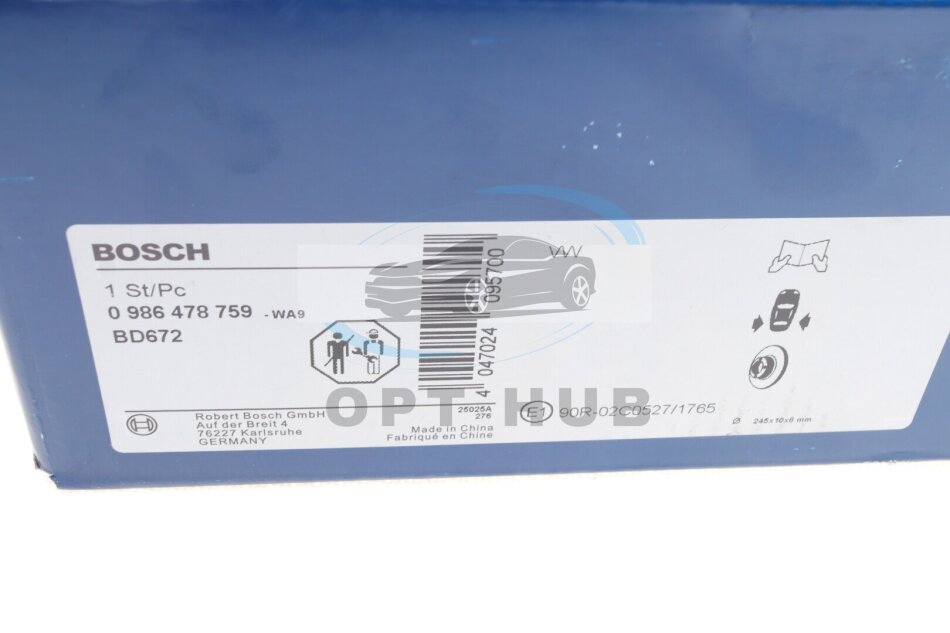 BOSCH
1 St/Pc
0 986 478 759 -WA9
BD672
4 047024 095700
VW
OPT HUB
Robert Bosch GmbH
Auf der Breit 4
76227 Karlsruhe
GERMANY
25025A
276
Made in China
Fabriqué en Chine
E1 90R-02C0527/1765
Ø 245x10x8 mm